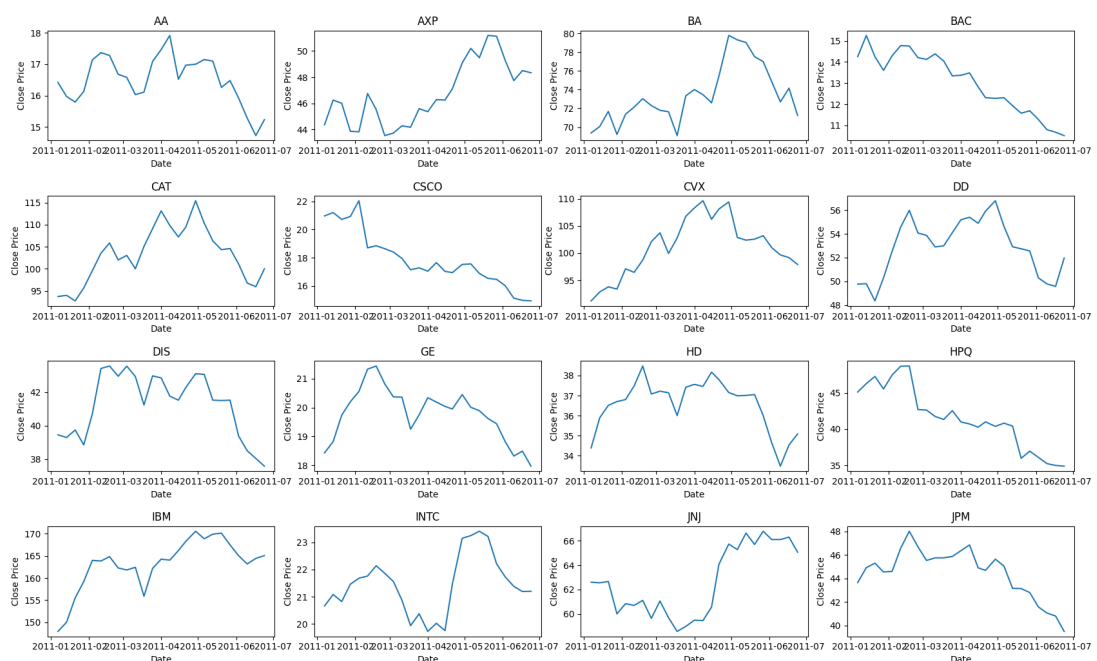 AA AXP BA BAC
18
17
16
15
Close Price
2011-01 2011-02 2011-03 2011-04 2011-05 2011-06 2011-07
Date
50
48
46
44
Close Price
2011-01 2011-02 2011-03 2011-04 2011-05 2011-06 2011-07
Date
80
78
76
74
72
70
Close Price
2011-01 2011-02 2011-03 2011-04 2011-05 2011-06 2011-07
Date
15
14
13
12
11
Close Price
2011-01 2011-02 2011-03 2011-04 2011-05 2011-06 2011-07
Date
CAT CSCO CVX DD
115
110
105
100
95
Close Price
2011-01 2011-02 2011-03 2011-04 2011-05 2011-06 2011-07
Date
22
20
18
16
Close Price
2011-01 2011-02 2011-03 2011-04 2011-05 2011-06 2011-07
Date
110
105
100
95
Close Price
2011-01 2011-02 2011-03 2011-04 2011-05 2011-06 2011-07
Date
56
54
52
50
48
Close Price
2011-01 2011-02 2011-03 2011-04 2011-05 2011-06 2011-07
Date
DIS GE HD HPQ
42
40
38
Close Price
2011-01 2011-02 2011-03 2011-04 2011-05 2011-06 2011-07
Date
21
20
19
18
Close Price
2011-01 2011-02 2011-03 2011-04 2011-05 2011-06 2011-07
Date
38
37
36
35
34
Close Price
2011-01 2011-02 2011-03 2011-04 2011-05 2011-06 2011-07
Date
45
40
35
Close Price
2011-01 2011-02 2011-03 2011-04 2011-05 2011-06 2011-07
Date
IBM INTC JNJ JPM
170
165
160
155
150
Close Price
2011-01 2011-02 2011-03 2011-04 2011-05 2011-06 2011-07
Date
23
22
21
20
Close Price
2011-01 2011-02 2011-03 2011-04 2011-05 2011-06 2011-07
Date
66
64
62
60
Close Price
2011-01 2011-02 2011-03 2011-04 2011-05 2011-06 2011-07
Date
48
46
44
42
40
Close Price
2011-01 2011-02 2011-03 2011-04 2011-05 2011-06 2011-07
Date